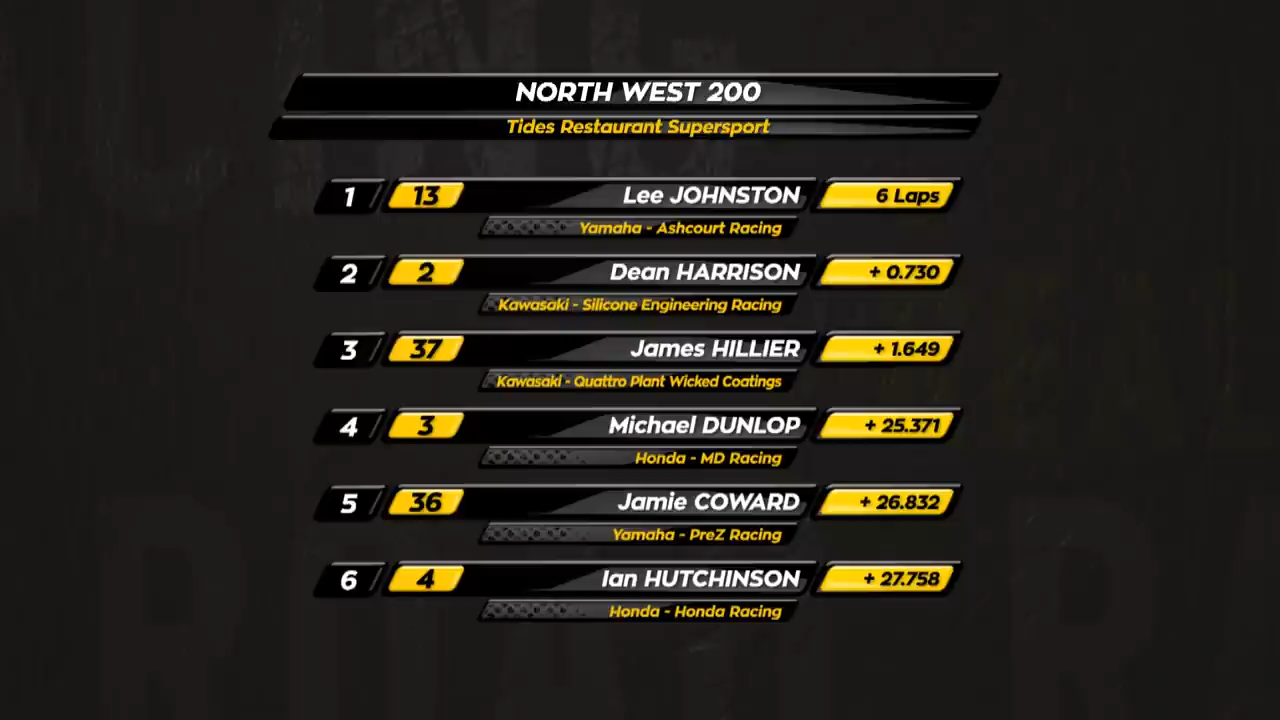 NORTH WEST 200
Tides Restaurant Supersport
1 13 Lee JOHNSTON 6 Laps
Yamaha - Ashcourt Racing
2 2 Dean HARRISON + 0.730
Kawasaki - Silicone Engineering Racing
3 37 James HILLIER + 1.649
Kawasaki - Quattro Plant Wicked Coatings
4 3 Michael DUNLOP + 25.371
Honda - MD Racing
5 36 Jamie COWARD + 26.832
Yamaha - PreZ Racing
6 4 Ian HUTCHINSON + 27.758
Honda - Honda Racing